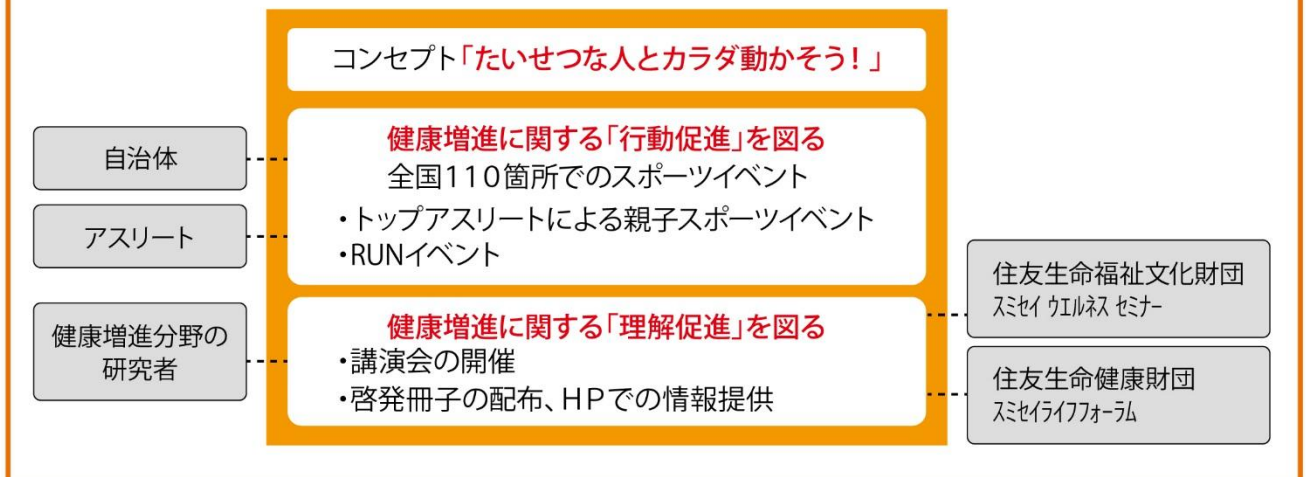 コンセプト「たいせつな人とカラダ動かそう!」
自治体
アスリート
健康増進に関する「行動促進」を図る
全国110箇所でのスポーツイベント
・トップアスリートによる親子スポーツイベント
・RUNイベント
健康増進分野の
研究者
健康増進に関する「理解促進」を図る
・講演会の開催
・啓発冊子の配布、HPでの情報提供
住友生命福祉文化財団
スミセイ ウエルネス セミナー
住友生命健康財団
スミセイライフフォーラム